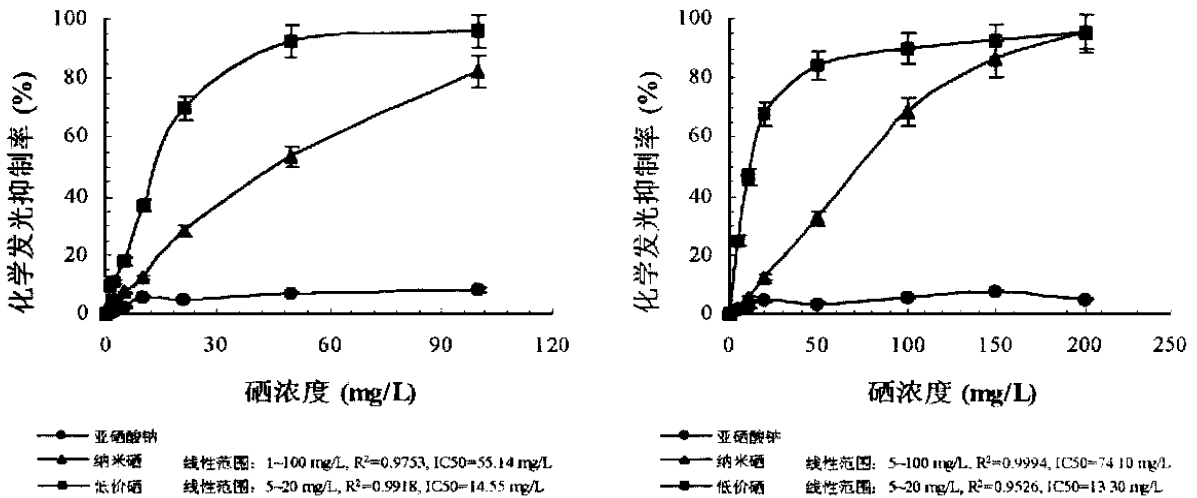 化学发光抑制率 (%)
100
80
60
40
20
0
0 30 60 90 120
硒浓度 (mg/L)
亚硒酸钠
纳米硒 线性范围：1~100 mg/L, R²=0.9753, IC50=55.14 mg/L
低价硒 线性范围：5~20 mg/L, R²=0.9918, IC50=14.55 mg/L
化学发光抑制率 (%)
100
80
60
40
20
0
0 50 100 150 200 250
硒浓度 (mg/L)
亚硒酸钠
纳米硒 线性范围：5~100 mg/L, R²=0.9994, IC50=74.10 mg/L
低价硒 线性范围：5~20 mg/L, R²=0.9526, IC50=13.30 mg/L